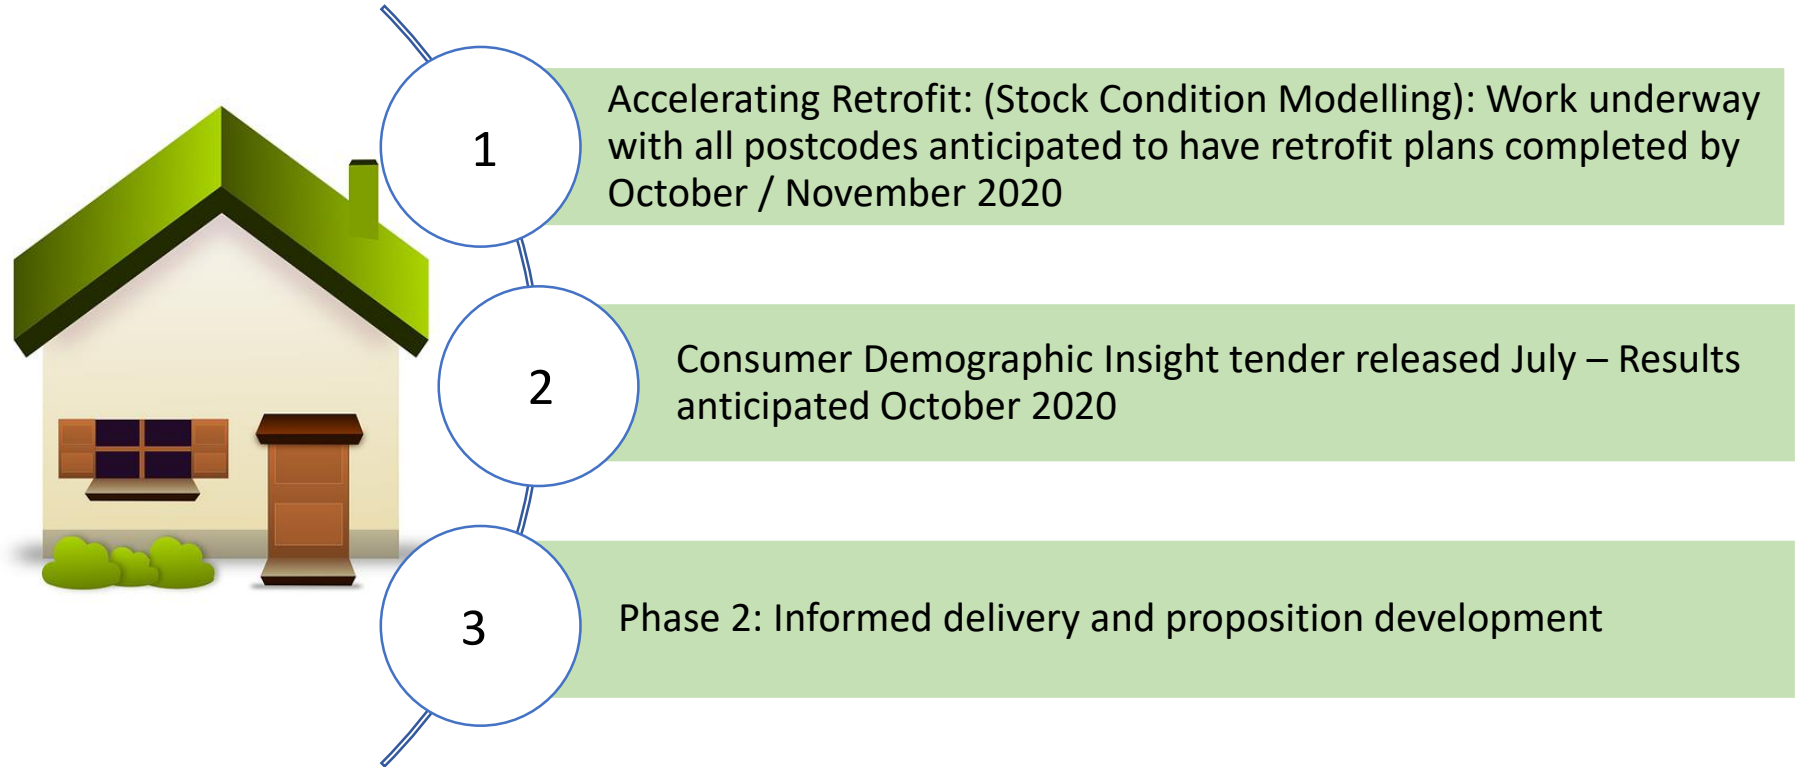 1
Accelerating Retrofit: (Stock Condition Modelling): Work underway
with all postcodes anticipated to have retrofit plans completed by
October / November 2020
2
Consumer Demographic Insight tender released July – Results
anticipated October 2020
3
Phase 2: Informed delivery and proposition development